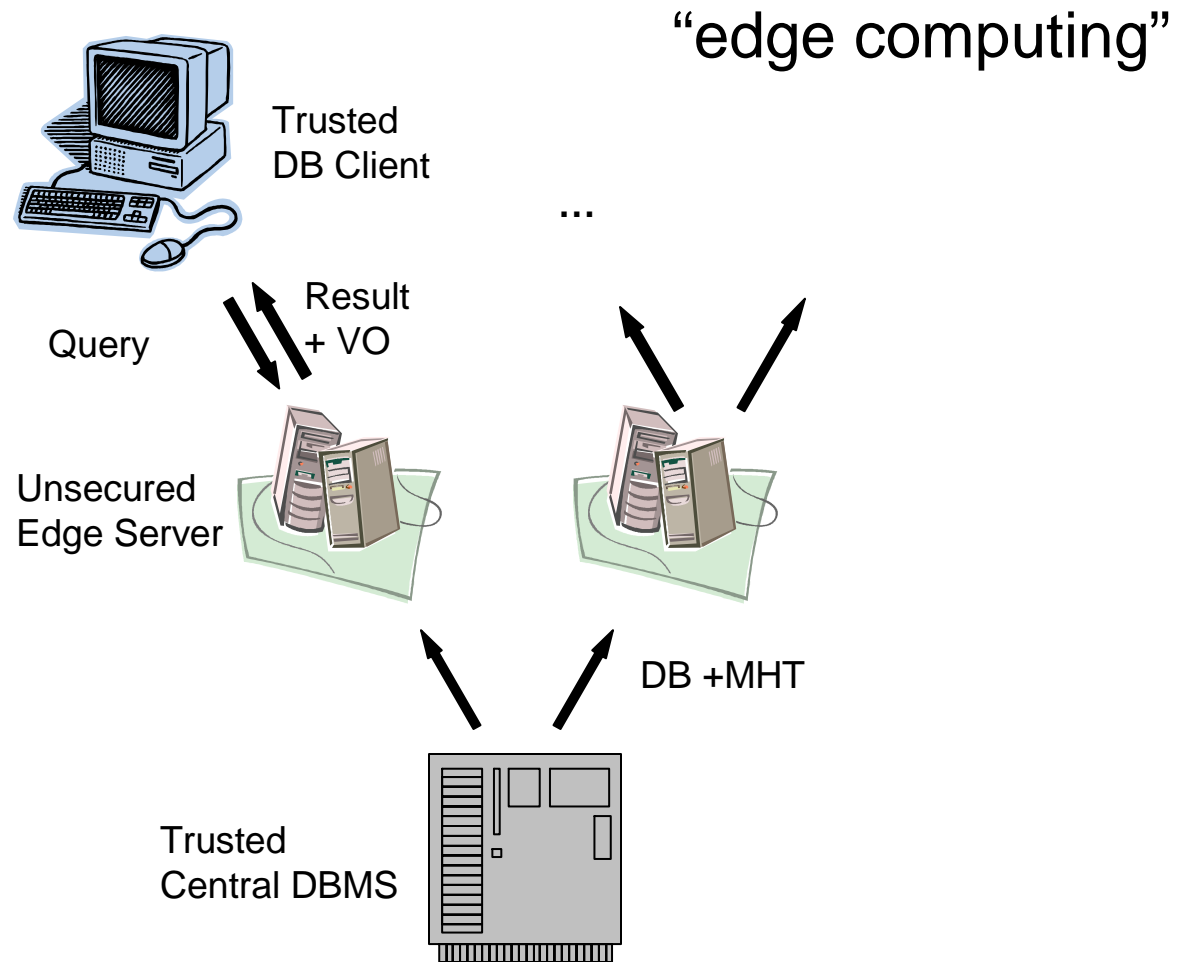 “edge computing”
Trusted
DB Client
...
Query
Result
+ VO
Unsecured
Edge Server
DB +MHT
Trusted
Central DBMS